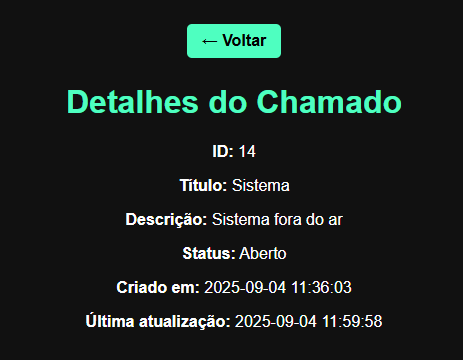 ← Voltar
Detalhes do Chamado
ID: 14
Título: Sistema
Descrição: Sistema fora do ar
Status: Aberto
Criado em: 2025-09-04 11:36:03
Última atualização: 2025-09-04 11:59:58